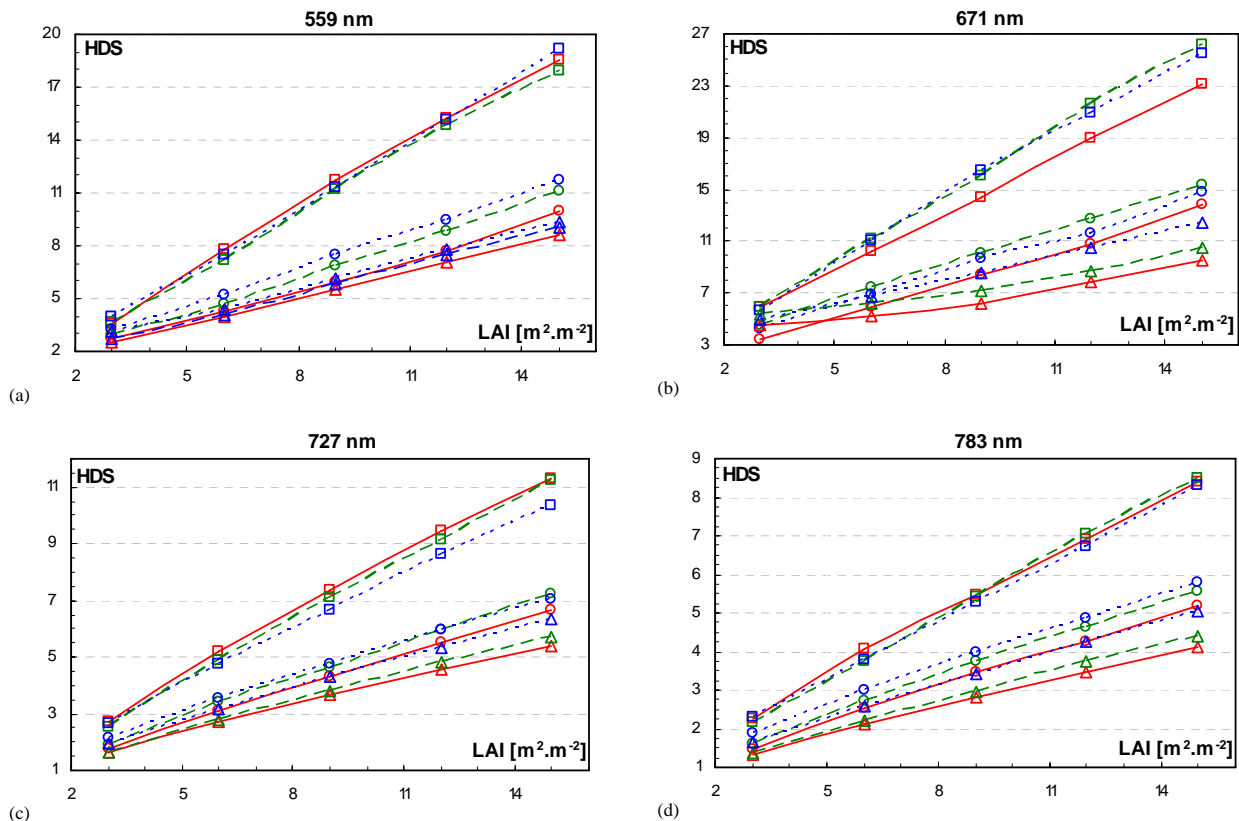 559 nm
HDS
20
17
14
11
8
5
2
LAI [m².m⁻²]
2 5 8 11 14
(a)
671 nm
HDS
27
23
19
15
11
7
3
LAI [m².m⁻²]
2 5 8 11 14
(b)
727 nm
HDS
11
9
7
5
3
1
LAI [m².m⁻²]
2 5 8 11 14
(c)
783 nm
HDS
9
8
7
6
5
4
3
2
1
LAI [m².m⁻²]
2 5 8 11 14
(d)